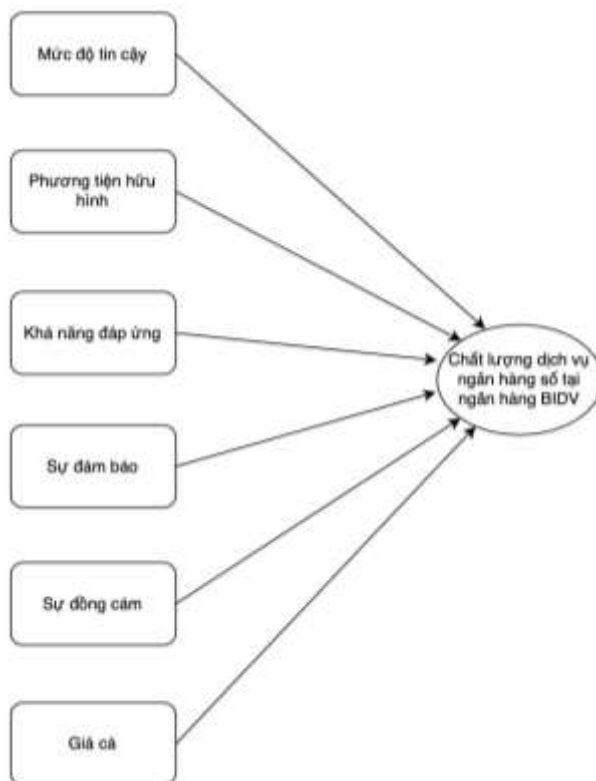 Mức độ tin cậy
Phương tiện hữu
hình
Khả năng đáp ứng
Sự đảm bảo
Sự đồng cảm
Giá cả
Chất lượng dịch vụ
ngân hàng số tại
ngân hàng BIDV